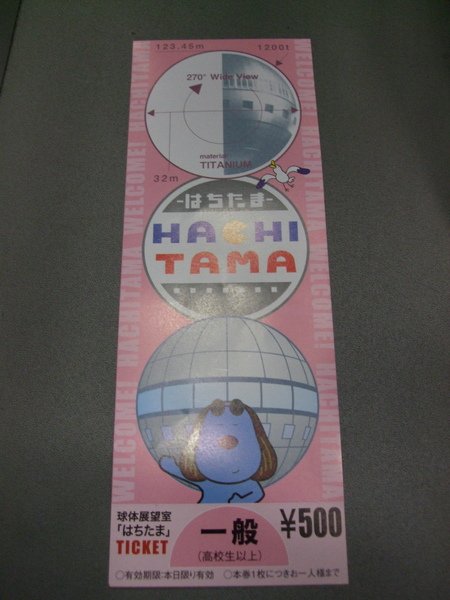 123.45m
1200t
270° Wide View
material:
TITANIUM
32m
-はちたま-
HACHI
TAMA
WELCOME! HACHITAMA
WELCOME! HACHITAMA
球体展望室
「はちたま」
TICKET
一般
(高校生以上)
¥500
○有効期限:本日限り有効 ○本券1枚につきお一人様まで